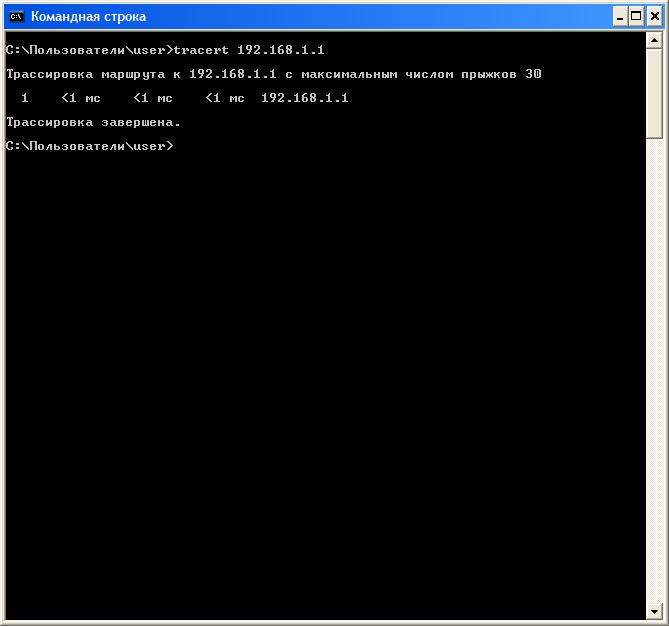 Командная строка
C:\Пользователи\user>tracert 192.168.1.1
Трассировка маршрута к 192.168.1.1 с максимальным числом прыжков 30
1 <1 мс <1 мс <1 мс 192.168.1.1
Трассировка завершена.
C:\Пользователи\user>